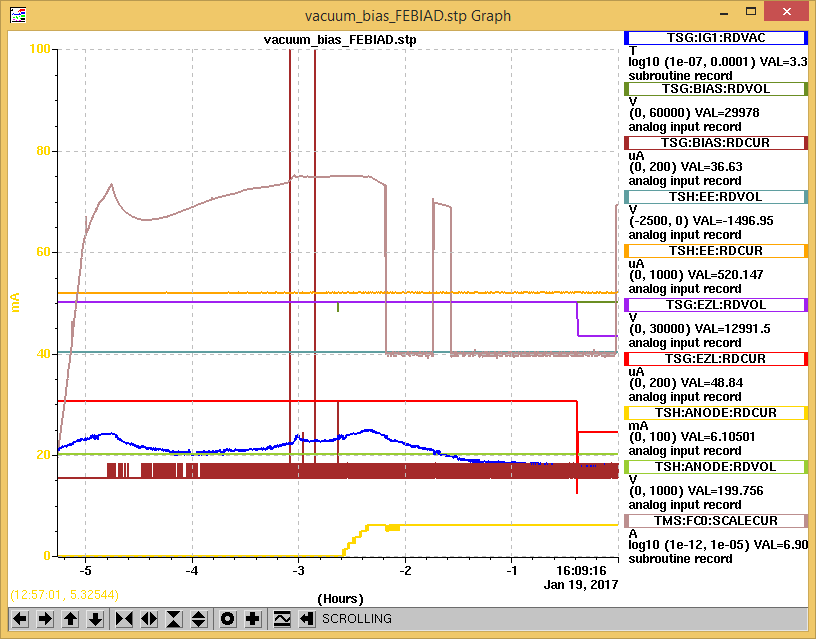 vacuum_bias_FEBIAD.stp Graph
vacuum_bias_FEBIAD.stp
100
80
60
mA
40
20
0
-5
-4
-3
-2
-1
16:09:16
Jan 19, 2017
(Hours)
(12:57:01, 5.32544)
SCROLLING
TSG:IG1:RDVAC
T
log10 (1e-07, 0.0001) VAL=3.3
subroutine record
TSG:BIAS:RDVOL
V
(0, 60000) VAL=29978
analog input record
TSG:BIAS:RDCUR
uA
(0, 200) VAL=36.63
analog input record
TSH:EE:RDVOL
V
(-2500, 0) VAL=-1496.95
analog input record
TSH:EE:RDCUR
uA
(0, 1000) VAL=520.147
analog input record
TSG:EZL:RDVOL
V
(0, 30000) VAL=12991.5
analog input record
TSG:EZL:RDCUR
uA
(0, 200) VAL=48.84
analog input record
TSH:ANODE:RDCUR
mA
(0, 100) VAL=6.10501
analog input record
TSH:ANODE:RDVOL
V
(0, 1000) VAL=199.756
analog input record
TMS:FC0:SCALECUR
A
log10 (1e-12, 1e-05) VAL=6.90
subroutine record